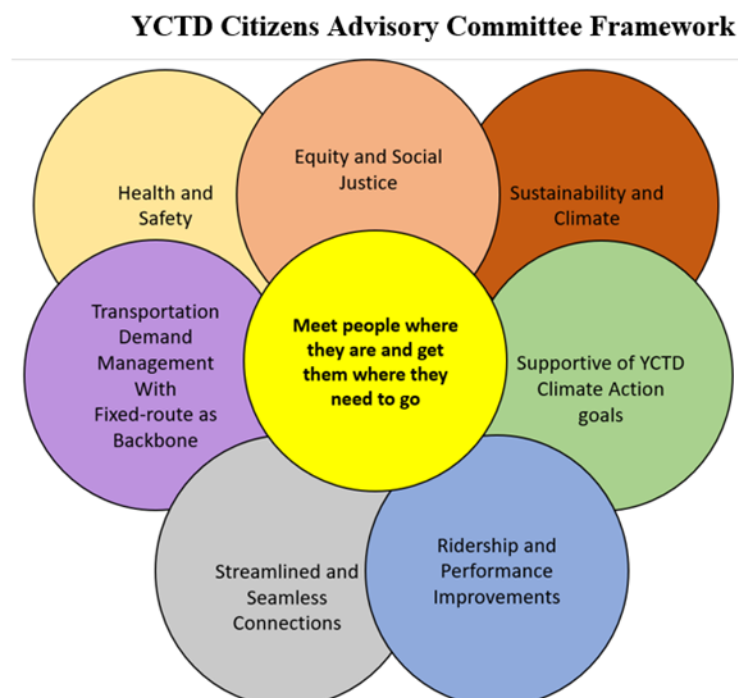 YCTD Citizens Advisory Committee Framework
Equity and Social
Justice
Health and
Safety
Sustainability and
Climate
Transportation
Demand
Management
With
Fixed-route as
Backbone
Meet people where
they are and get
them where they
need to go
Supportive of YCTD
Climate Action
goals
Streamlined and
Seamless
Connections
Ridership and
Performance
Improvements